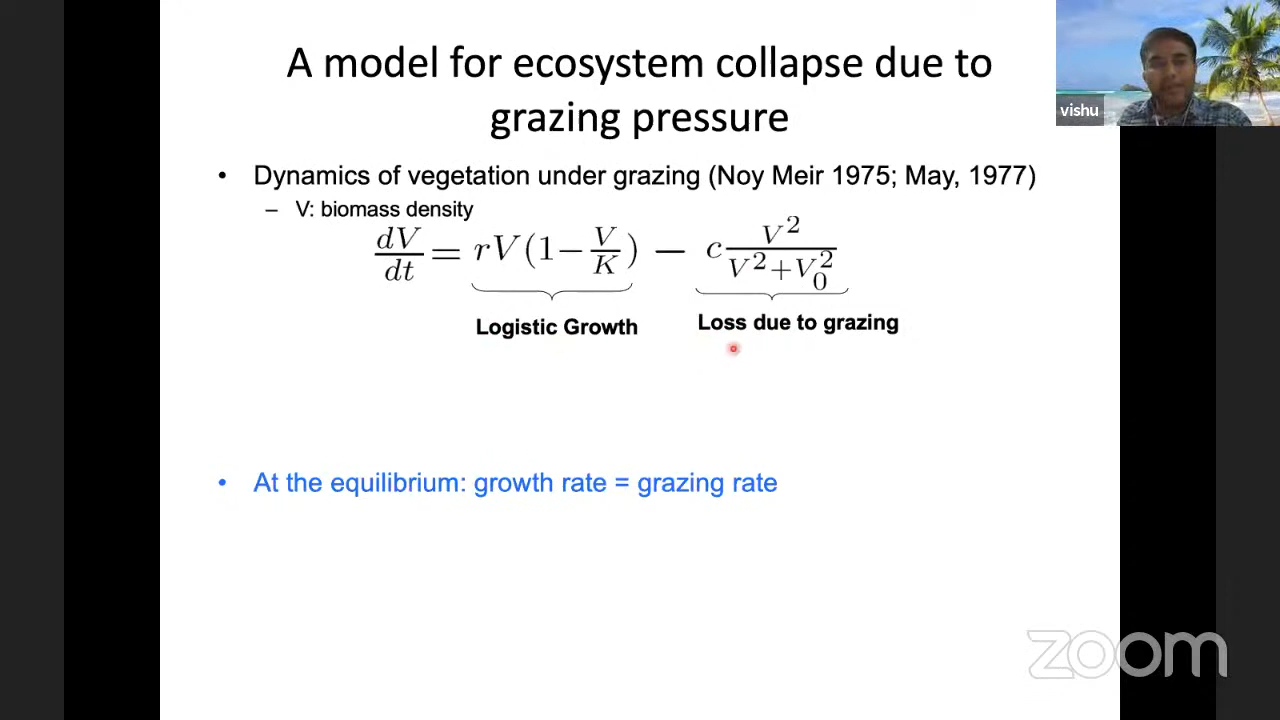 A model for ecosystem collapse due to
grazing pressure
vishu
• Dynamics of vegetation under grazing (Noy Meir 1975; May, 1977)
– V: biomass density
dV/dt = rV(1−V/K) − c V²/(V²+V₀²)
Logistic Growth
Loss due to grazing
• At the equilibrium: growth rate = grazing rate
zoom